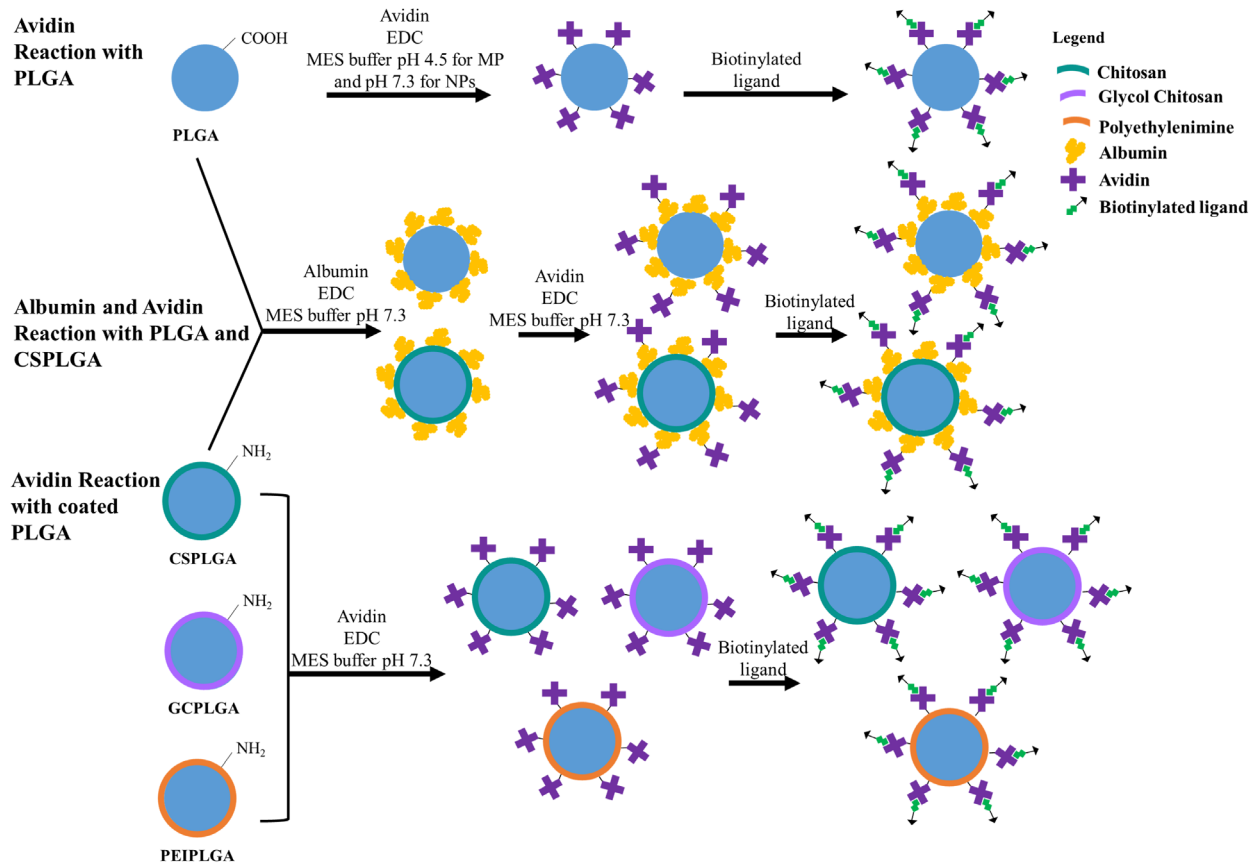 Avidin
Reaction with
PLGA
COOH
PLGA
Avidin
EDC
MES buffer pH 4.5 for MP
and pH 7.3 for NPs
Biotinylated
ligand
Legend
Chitosan
Glycol Chitosan
Polyethylenimine
Albumin
Avidin
Biotinylated ligand
Albumin and Avidin
Reaction with PLGA and
CSPLGA
Albumin
EDC
MES buffer pH 7.3
Avidin
EDC
MES buffer pH 7.3
Biotinylated
ligand
Avidin Reaction
with coated
PLGA
NH2
CSPLGA
NH2
GCPLGA
NH2
PEIPLGA
Avidin
EDC
MES buffer pH 7.3
Biotinylated
ligand